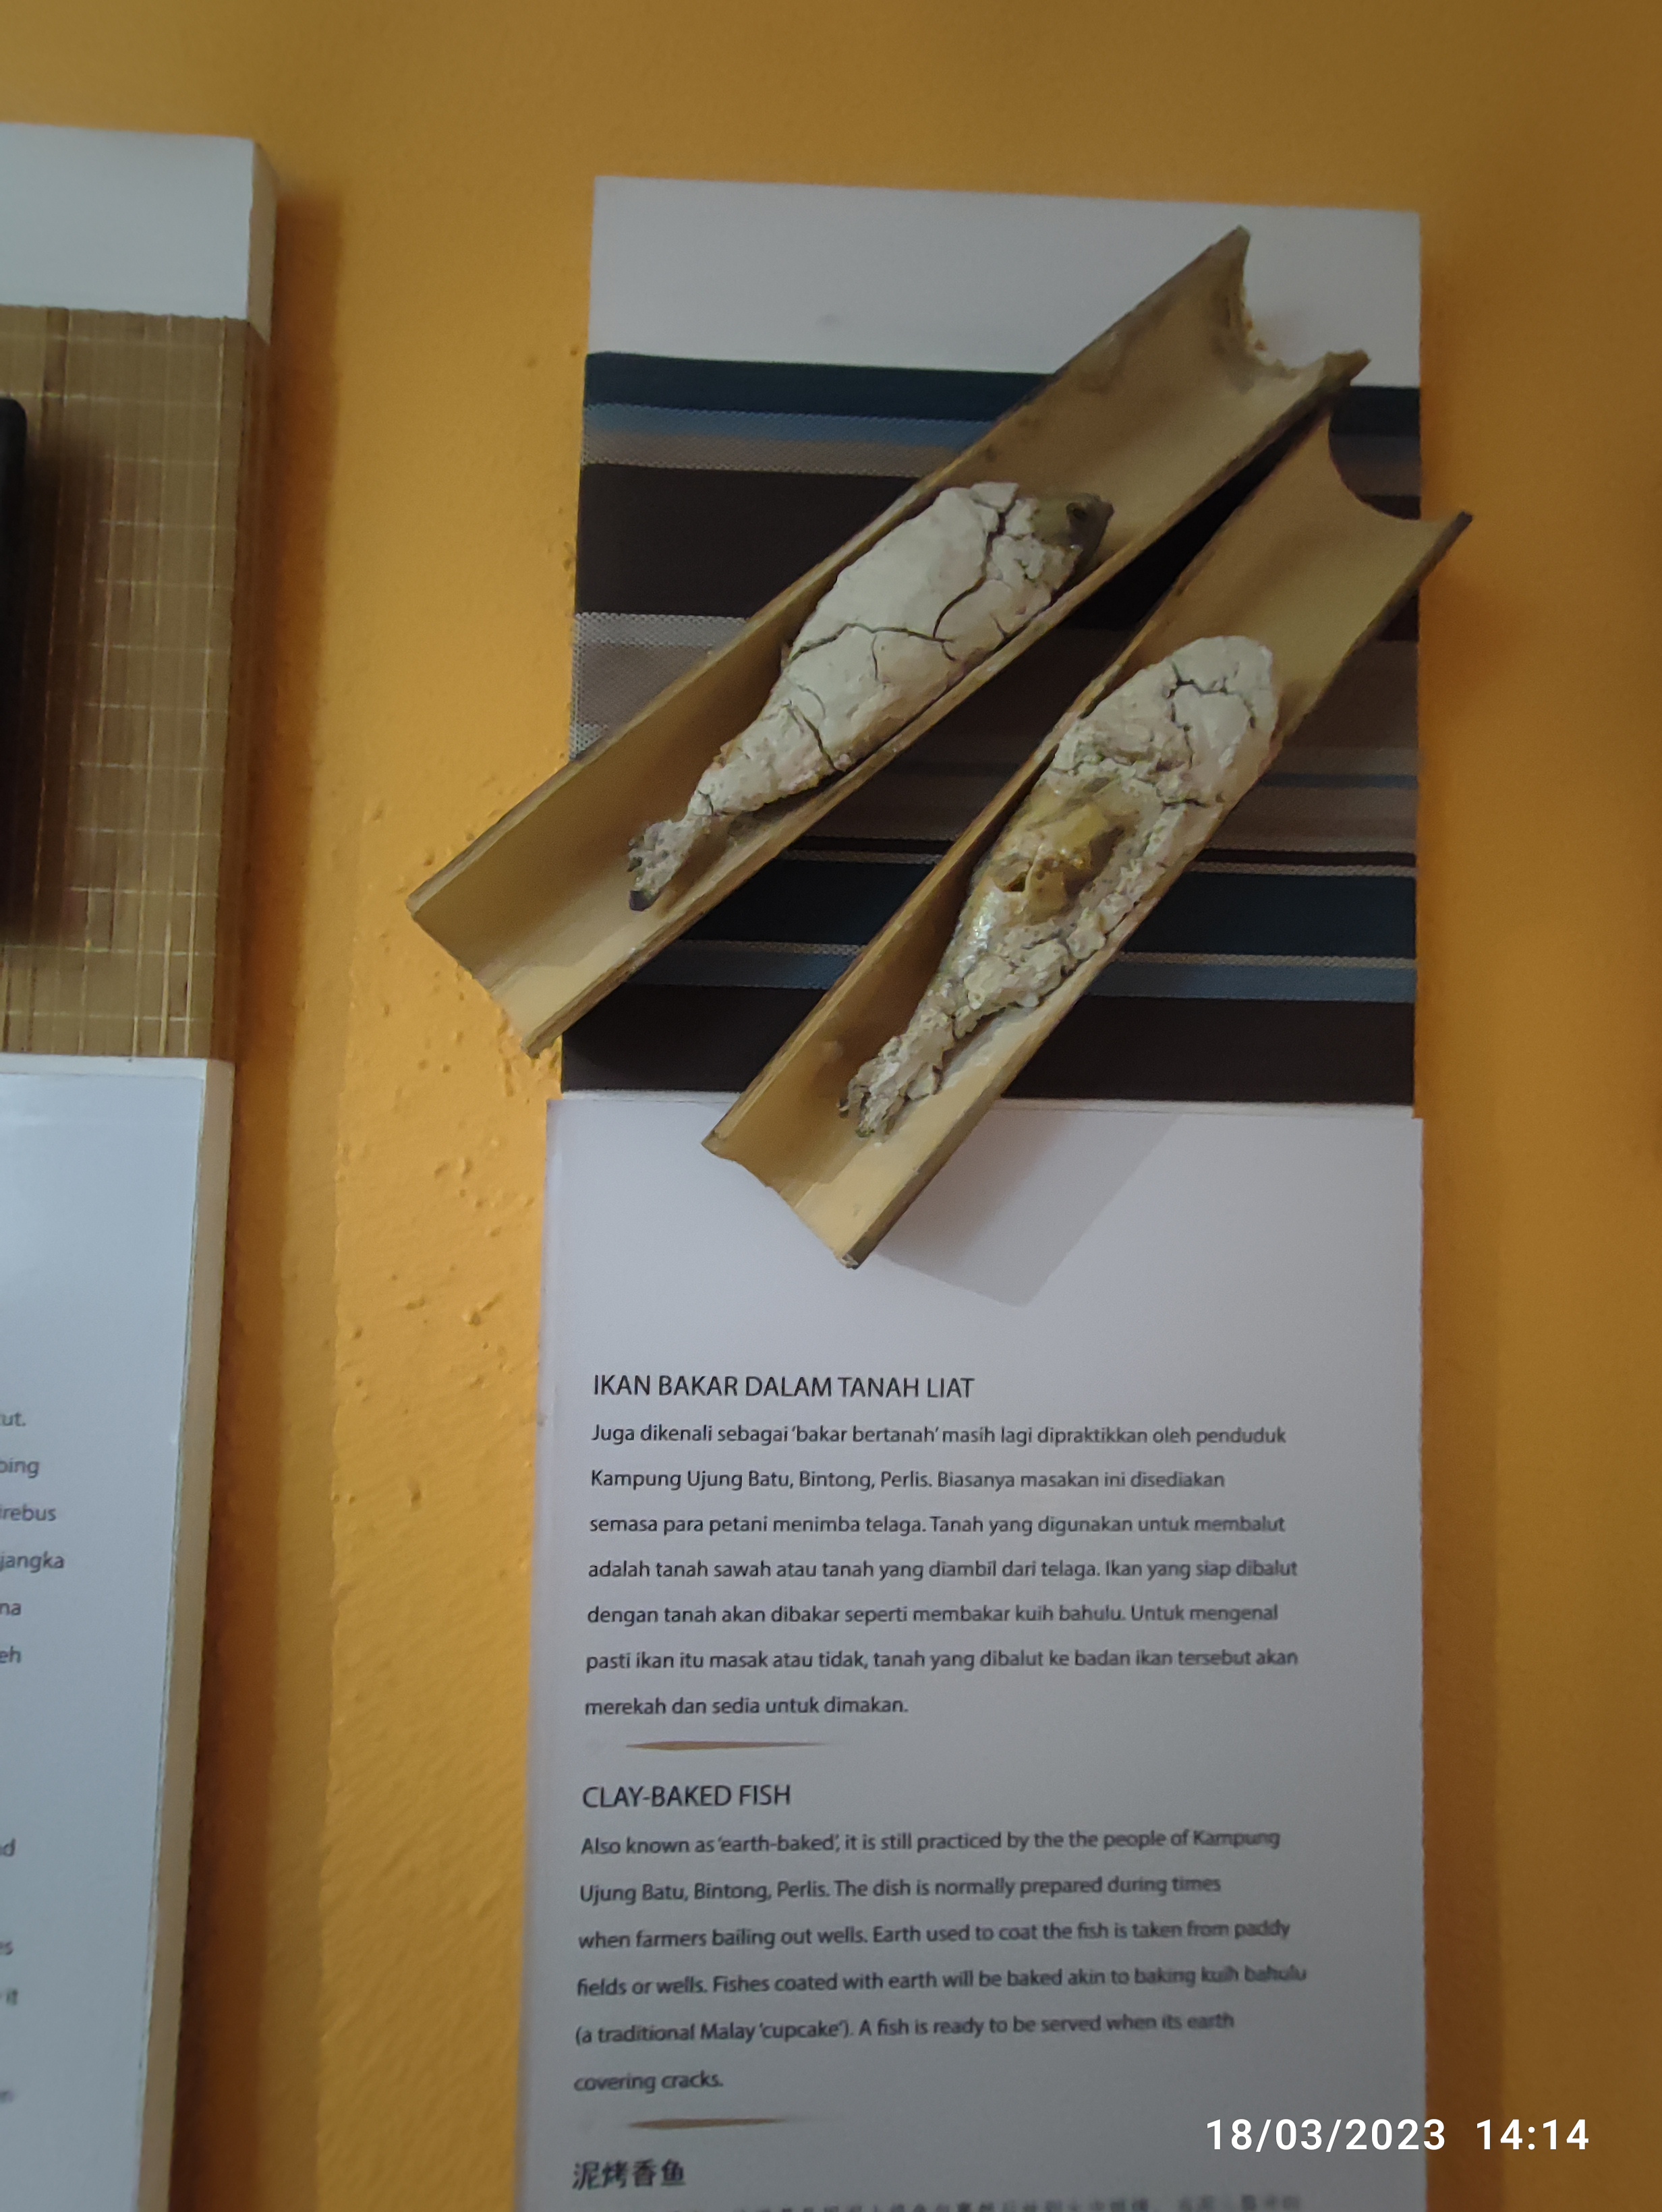 ut.
oing
irebus
jangka
na
eh
d
es
it
IKAN BAKAR DALAM TANAH LIAT
Juga dikenali sebagai 'bakar bertanah' masih lagi dipraktikkan oleh penduduk
Kampung Ujung Batu, Bintong, Perlis. Biasanya masakan ini disediakan
semasa para petani menimba telaga. Tanah yang digunakan untuk membalut
adalah tanah sawah atau tanah yang diambil dari telaga. Ikan yang siap dibalut
dengan tanah akan dibakar seperti membakar kuih bahulu. Untuk mengenal
pasti ikan itu masak atau tidak, tanah yang dibalut ke badan ikan tersebut akan
merekah dan sedia untuk dimakan.
CLAY-BAKED FISH
Also known as 'earth-baked', it is still practiced by the the people of Kampung
Ujung Batu, Bintong, Perlis. The dish is normally prepared during times
when farmers bailing out wells. Earth used to coat the fish is taken from paddy
fields or wells. Fishes coated with earth will be baked akin to baking kuih bahulu
(a traditional Malay 'cupcake'). A fish is ready to be served when its earth
covering cracks.
泥烤香鱼
18/03/2023 14:14